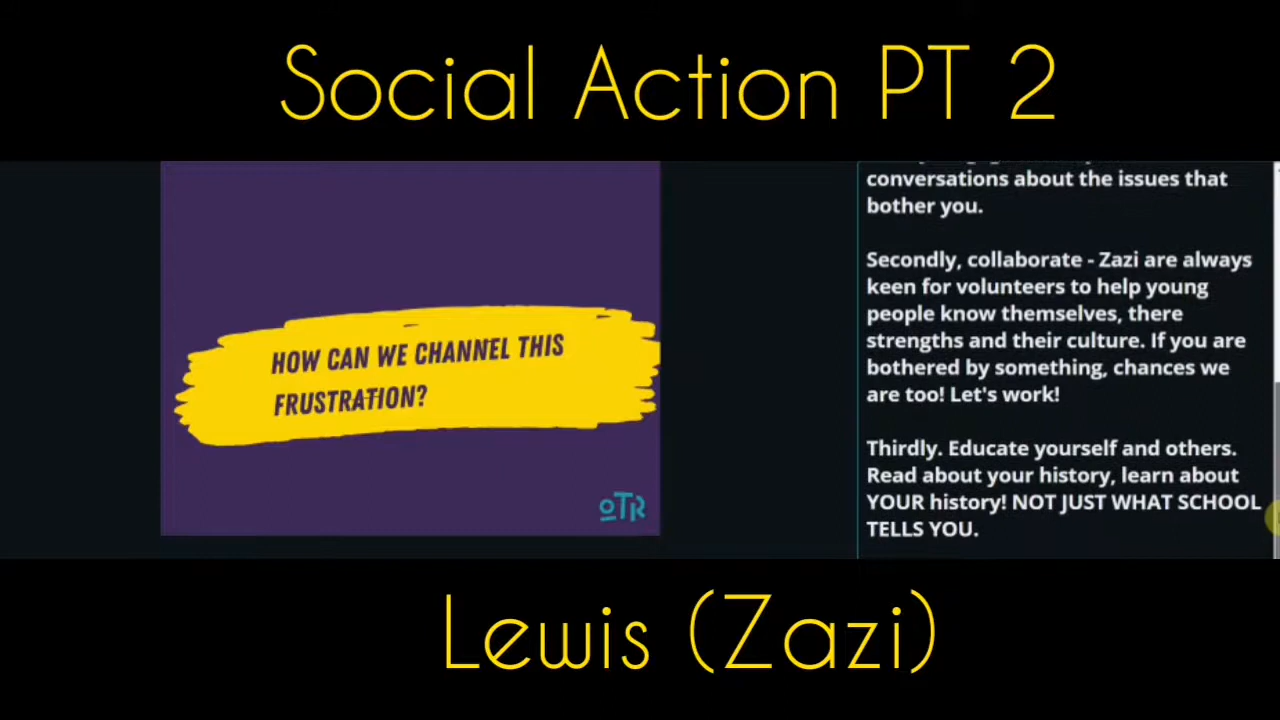 Social Action PT 2
HOW CAN WE CHANNEL THIS
FRUSTRATION?
OTR
conversations about the issues that
bother you.
Secondly, collaborate - Zazi are always
keen for volunteers to help young
people know themselves, there
strengths and their culture. If you are
bothered by something, chances we
are too! Let's work!
Thirdly. Educate yourself and others.
Read about your history, learn about
YOUR history! NOT JUST WHAT SCHOOL
TELLS YOU.
Lewis (Zazi)